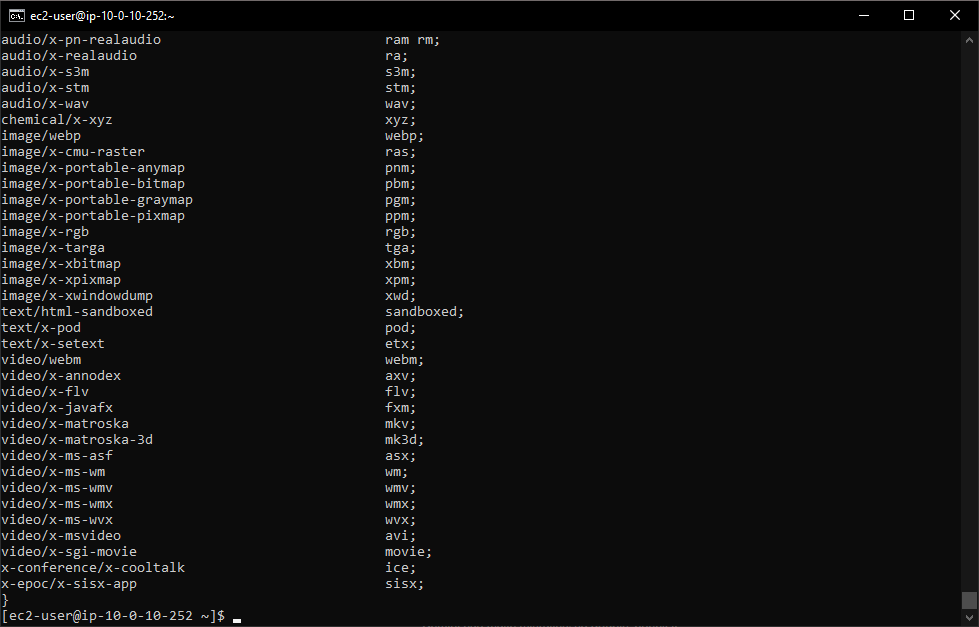 ec2-user@ip-10-0-10-252:~
audio/x-pn-realaudio ram rm;
audio/x-realaudio ra;
audio/x-s3m s3m;
audio/x-stm stm;
audio/x-wav wav;
chemical/x-xyz xyz;
image/webp webp;
image/x-cmu-raster ras;
image/x-portable-anymap pnm;
image/x-portable-bitmap pbm;
image/x-portable-graymap pgm;
image/x-portable-pixmap ppm;
image/x-rgb rgb;
image/x-targa tga;
image/x-xbitmap xbm;
image/x-xpixmap xpm;
image/x-xwindowdump xwd;
text/html-sandboxed sandboxed;
text/x-pod pod;
text/x-setext etx;
video/webm webm;
video/x-annodex axv;
video/x-flv flv;
video/x-javafx fxm;
video/x-matroska mkv;
video/x-matroska-3d mk3d;
video/x-ms-asf asx;
video/x-ms-wm wm;
video/x-ms-wmv wmv;
video/x-ms-wmx wmx;
video/x-ms-wvx wvx;
video/x-msvideo avi;
video/x-sgi-movie movie;
x-conference/x-cooltalk ice;
x-epoc/x-sisx-app sisx;
}
[ec2-user@ip-10-0-10-252 ~]$